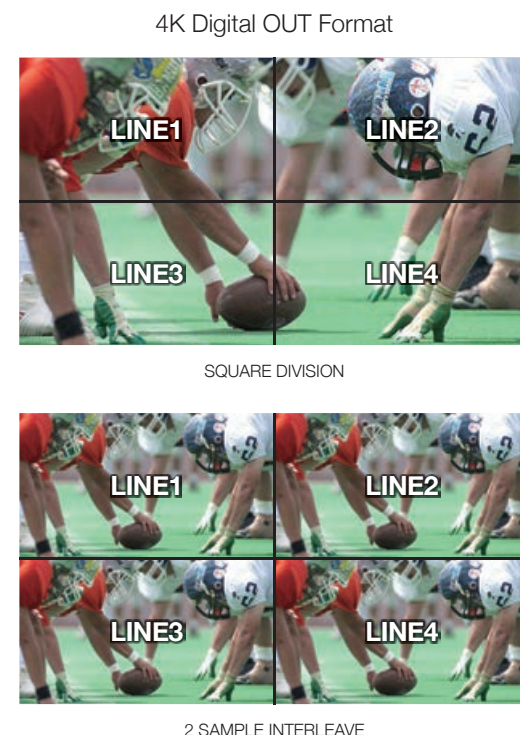 4K Digital OUT Format
LINE1 LINE2
LINE3 LINE4
SQUARE DIVISION
LINE1 LINE2
LINE3 LINE4
2 SAMPLE INTERLEAVE